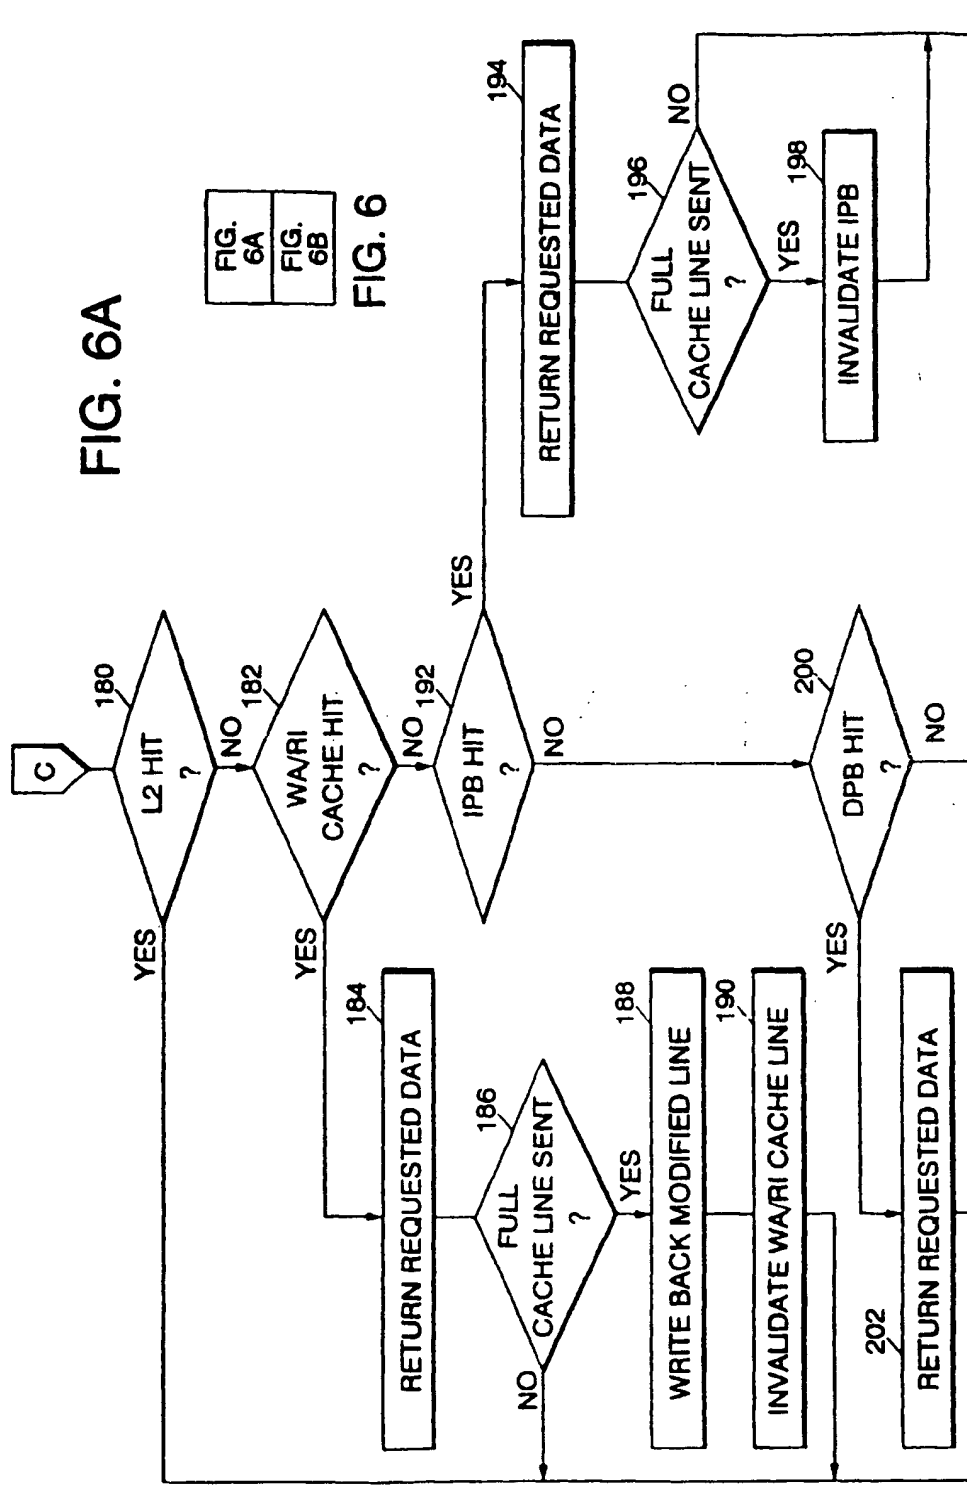 FIG. 6A
FIG.
6A
FIG.
6B
FIG. 6
C
180
L2 HIT
?
YES
NO
182
WA/RI
CACHE HIT
?
YES
NO
184
RETURN REQUESTED DATA
186
FULL
CACHE LINE SENT
?
NO
YES
188
WRITE BACK MODIFIED LINE
190
INVALIDATE WA/RI CACHE LINE
192
IPB HIT
?
YES
NO
194
RETURN REQUESTED DATA
196
FULL
CACHE LINE SENT
?
NO
YES
198
INVALIDATE IPB
200
DPB HIT
?
YES
NO
202
RETURN REQUESTED DATA